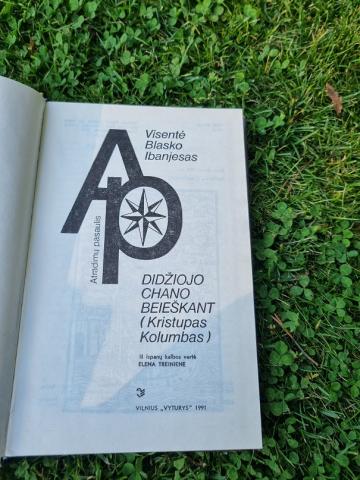 Visentė
Blasko
Ibanjesas
Ap
Atradimų pasaulis
DIDŽIOJO
CHANO
BEIEŠKANT
(Kristupas
Kolumbas)
Iš ispanų kalbos vertė
ELENA TREINIENĖ
VILNIUS „VYTURYS“ 1991